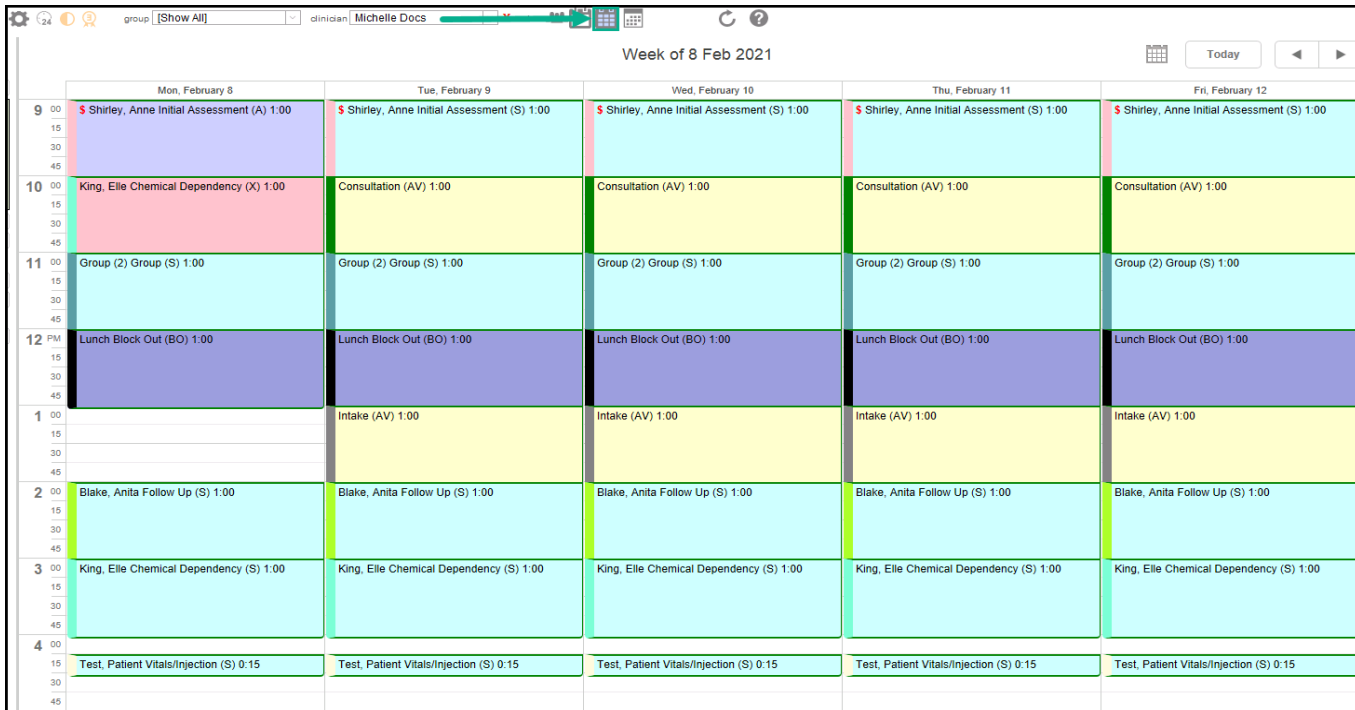 24 group [Show All] clinician Michelle Docs
Week of 8 Feb 2021 Today
Mon, February 8 Tue, February 9 Wed, February 10 Thu, February 11 Fri, February 12
9 00 $ Shirley, Anne Initial Assessment (A) 1:00 $ Shirley, Anne Initial Assessment (S) 1:00 $ Shirley, Anne Initial Assessment (S) 1:00 $ Shirley, Anne Initial Assessment (S) 1:00 $ Shirley, Anne Initial Assessment (S) 1:00
15
30
45
10 00 King, Elle Chemical Dependency (X) 1:00 Consultation (AV) 1:00 Consultation (AV) 1:00 Consultation (AV) 1:00 Consultation (AV) 1:00
15
30
45
11 00 Group (2) Group (S) 1:00 Group (2) Group (S) 1:00 Group (2) Group (S) 1:00 Group (2) Group (S) 1:00 Group (2) Group (S) 1:00
15
30
45
12 PM Lunch Block Out (BO) 1:00 Lunch Block Out (BO) 1:00 Lunch Block Out (BO) 1:00 Lunch Block Out (BO) 1:00 Lunch Block Out (BO) 1:00
15
30
45
1 00 Intake (AV) 1:00 Intake (AV) 1:00 Intake (AV) 1:00 Intake (AV) 1:00
15
30
45
2 00 Blake, Anita Follow Up (S) 1:00 Blake, Anita Follow Up (S) 1:00 Blake, Anita Follow Up (S) 1:00 Blake, Anita Follow Up (S) 1:00 Blake, Anita Follow Up (S) 1:00
15
30
45
3 00 King, Elle Chemical Dependency (S) 1:00 King, Elle Chemical Dependency (S) 1:00 King, Elle Chemical Dependency (S) 1:00 King, Elle Chemical Dependency (S) 1:00 King, Elle Chemical Dependency (S) 1:00
15
30
45
4 00
15 Test, Patient Vitals/Injection (S) 0:15 Test, Patient Vitals/Injection (S) 0:15 Test, Patient Vitals/Injection (S) 0:15 Test, Patient Vitals/Injection (S) 0:15 Test, Patient Vitals/Injection (S) 0:15
30
45